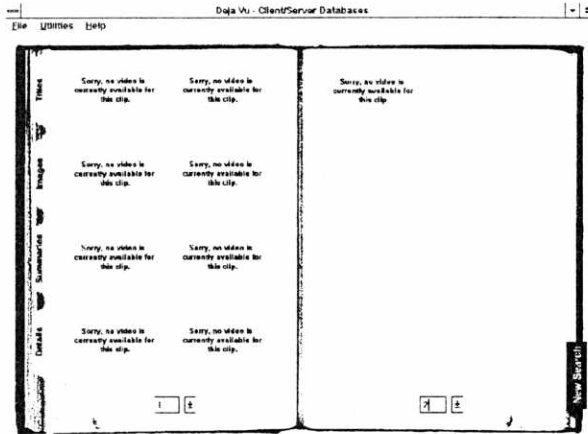 Deja Vu - Client/Server Databases
File Utilities Help
Titles
Images
Summaries
Details
Sorry, no video is
currently available for
this clip.
Sorry, no video is
currently available for
this clip.
Sorry, no video is
currently available for
this clip.
Sorry, no video is
currently available for
this clip.
Sorry, no video is
currently available for
this clip.
Sorry, no video is
currently available for
this clip.
Sorry, no video is
currently available for
this clip.
Sorry, no video is
currently available for
this clip.
1
Sorry, no video is
currently available for
this clip
2
New Search